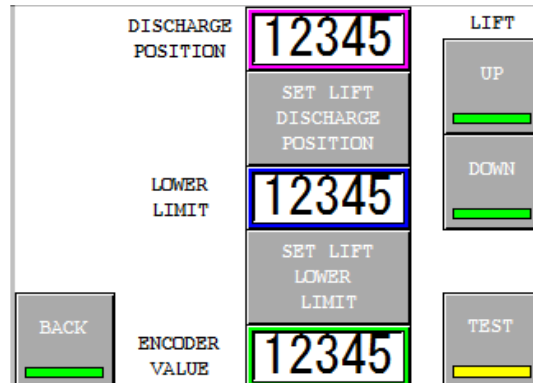 DISCHARGE
POSITION
12345
LIFT
UP
SET LIFT
DISCHARGE
POSITION
DOWN
LOWER
LIMIT
12345
SET LIFT
LOWER
LIMIT
BACK
ENCODER
VALUE
12345
TEST